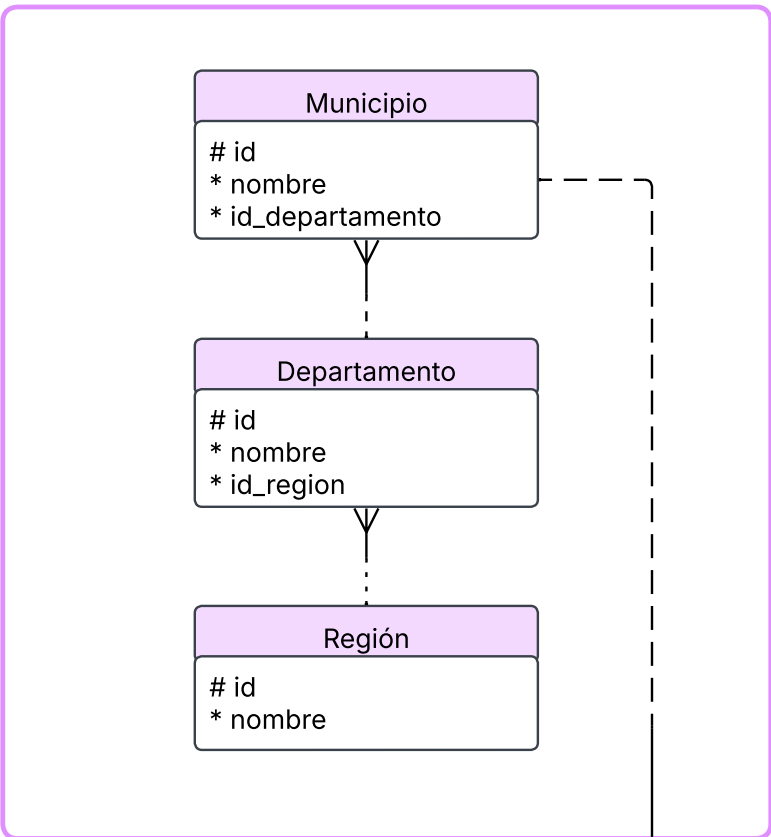 Municipio
# id
* nombre
* id_departamento
Departamento
# id
* nombre
* id_region
Región
# id
* nombre